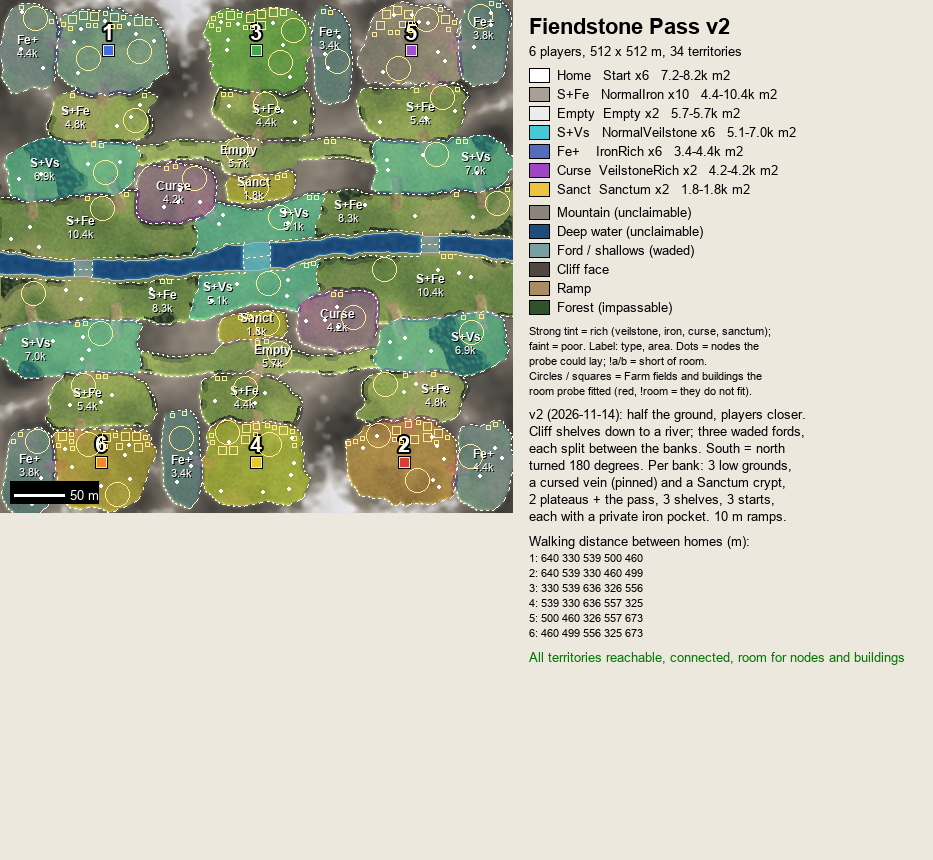 Fiendstone Pass v2
6 players, 512 x 512 m, 34 territories
Home Start x6 7.2-8.2k m2
S+Fe NormalIron x10 4.4-10.4k m2
Empty Empty x2 5.7-5.7k m2
S+Vs NormalVeilstone x6 5.1-7.0k m2
Fe+ IronRich x6 3.4-4.4k m2
Curse VeilstoneRich x2 4.2-4.2k m2
Sanct Sanctum x2 1.8-1.8k m2
Mountain (unclaimable)
Deep water (unclaimable)
Ford / shallows (waded)
Cliff face
Ramp
Forest (impassable)
Strong tint = rich (veilstone, iron, curse, sanctum);
faint = poor. Label: type, area. Dots = nodes the
probe could lay; !a/b = short of room.
Circles / squares = Farm fields and buildings the
room probe fitted (red, !room = they do not fit).
v2 (2026-11-14): half the ground, players closer.
Cliff shelves down to a river; three waded fords,
each split between the banks. South = north
turned 180 degrees. Per bank: 3 low grounds,
a cursed vein (pinned) and a Sanctum crypt,
2 plateaus + the pass, 3 shelves, 3 starts,
each with a private iron pocket. 10 m ramps.
Walking distance between homes (m):
1: 640 330 539 500 460
2: 640 539 330 460 499
3: 330 539 636 326 556
4: 539 330 636 557 325
5: 500 460 326 557 673
6: 460 499 556 325 673
All territories reachable, connected, room for nodes and buildings
Fe+
4.4k
1
3
Fe+
3.4k
5
Fe+
3.8k
S+Fe
4.8k
S+Fe
4.4k
S+Fe
5.4k
S+Vs
6.9k
Empty
5.7k
S+Vs
7.0k
Curse
4.2k
Sanct
1.8k
S+Fe
10.4k
S+Vs
5.1k
S+Fe
8.3k
S+Fe
8.3k
S+Vs
5.1k
S+Fe
10.4k
S+Vs
7.0k
Sanct
1.8k
Curse
4.2k
Empty
5.7k
S+Vs
6.9k
S+Fe
5.4k
S+Fe
4.4k
S+Fe
4.8k
Fe+
3.8k
6
Fe+
3.4k
4
2
Fe+
4.4k
50 m